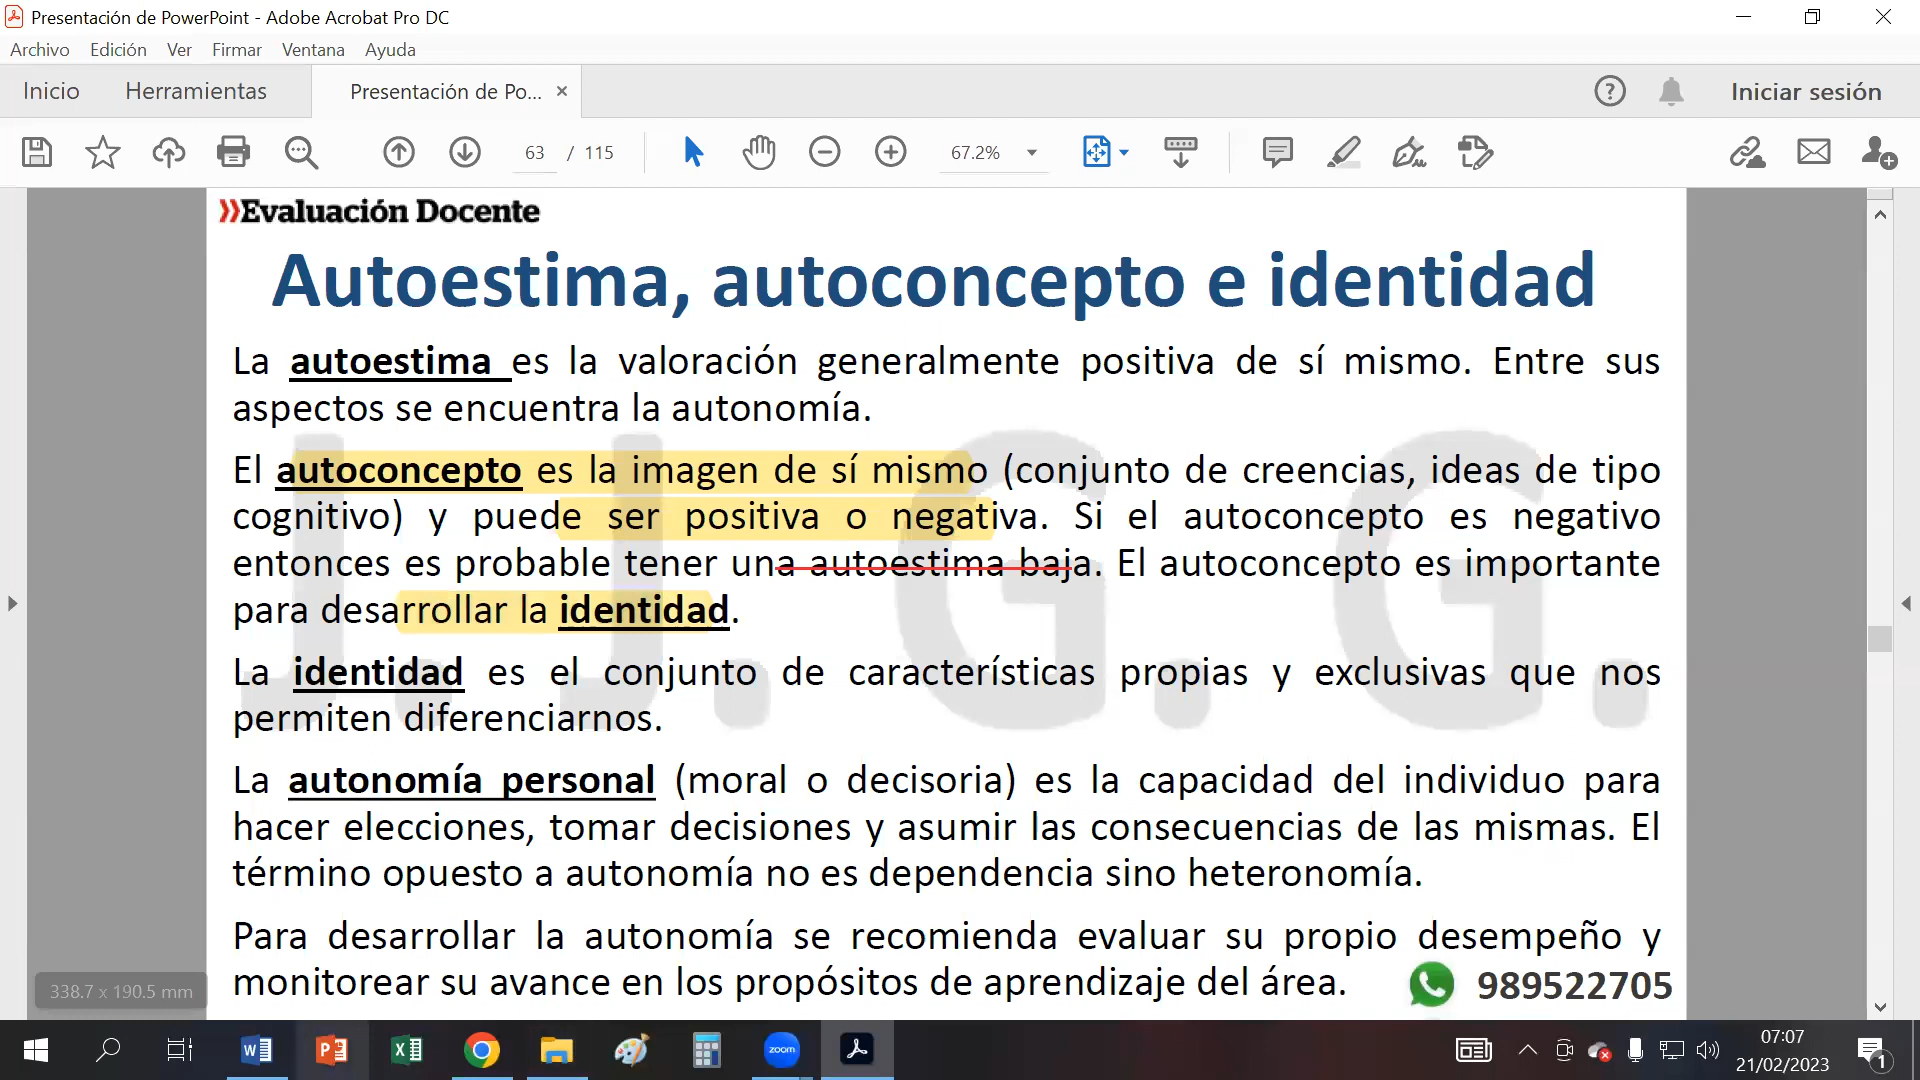 Presentación de PowerPoint - Adobe Acrobat Pro DC
Archivo Edición Ver Firmar Ventana Ayuda
Inicio Herramientas Presentación de Po... × Iniciar sesión
63 / 115 67.2%
Evaluación Docente
Autoestima, autoconcepto e identidad
La autoestima es la valoración generalmente positiva de sí mismo. Entre sus
aspectos se encuentra la autonomía.
El autoconcepto es la imagen de sí mismo (conjunto de creencias, ideas de tipo
cognitivo) y puede ser positiva o negativa. Si el autoconcepto es negativo
entonces es probable tener una autoestima baja. El autoconcepto es importante
para desarrollar la identidad.
La identidad es el conjunto de características propias y exclusivas que nos
permiten diferenciarnos.
La autonomía personal (moral o decisoria) es la capacidad del individuo para
hacer elecciones, tomar decisiones y asumir las consecuencias de las mismas. El
término opuesto a autonomía no es dependencia sino heteronomía.
Para desarrollar la autonomía se recomienda evaluar su propio desempeño y
monitorear su avance en los propósitos de aprendizaje del área.
989522705
J. J. G. G.
338.7 x 190.5 mm
zoom
07:07
21/02/2023
1